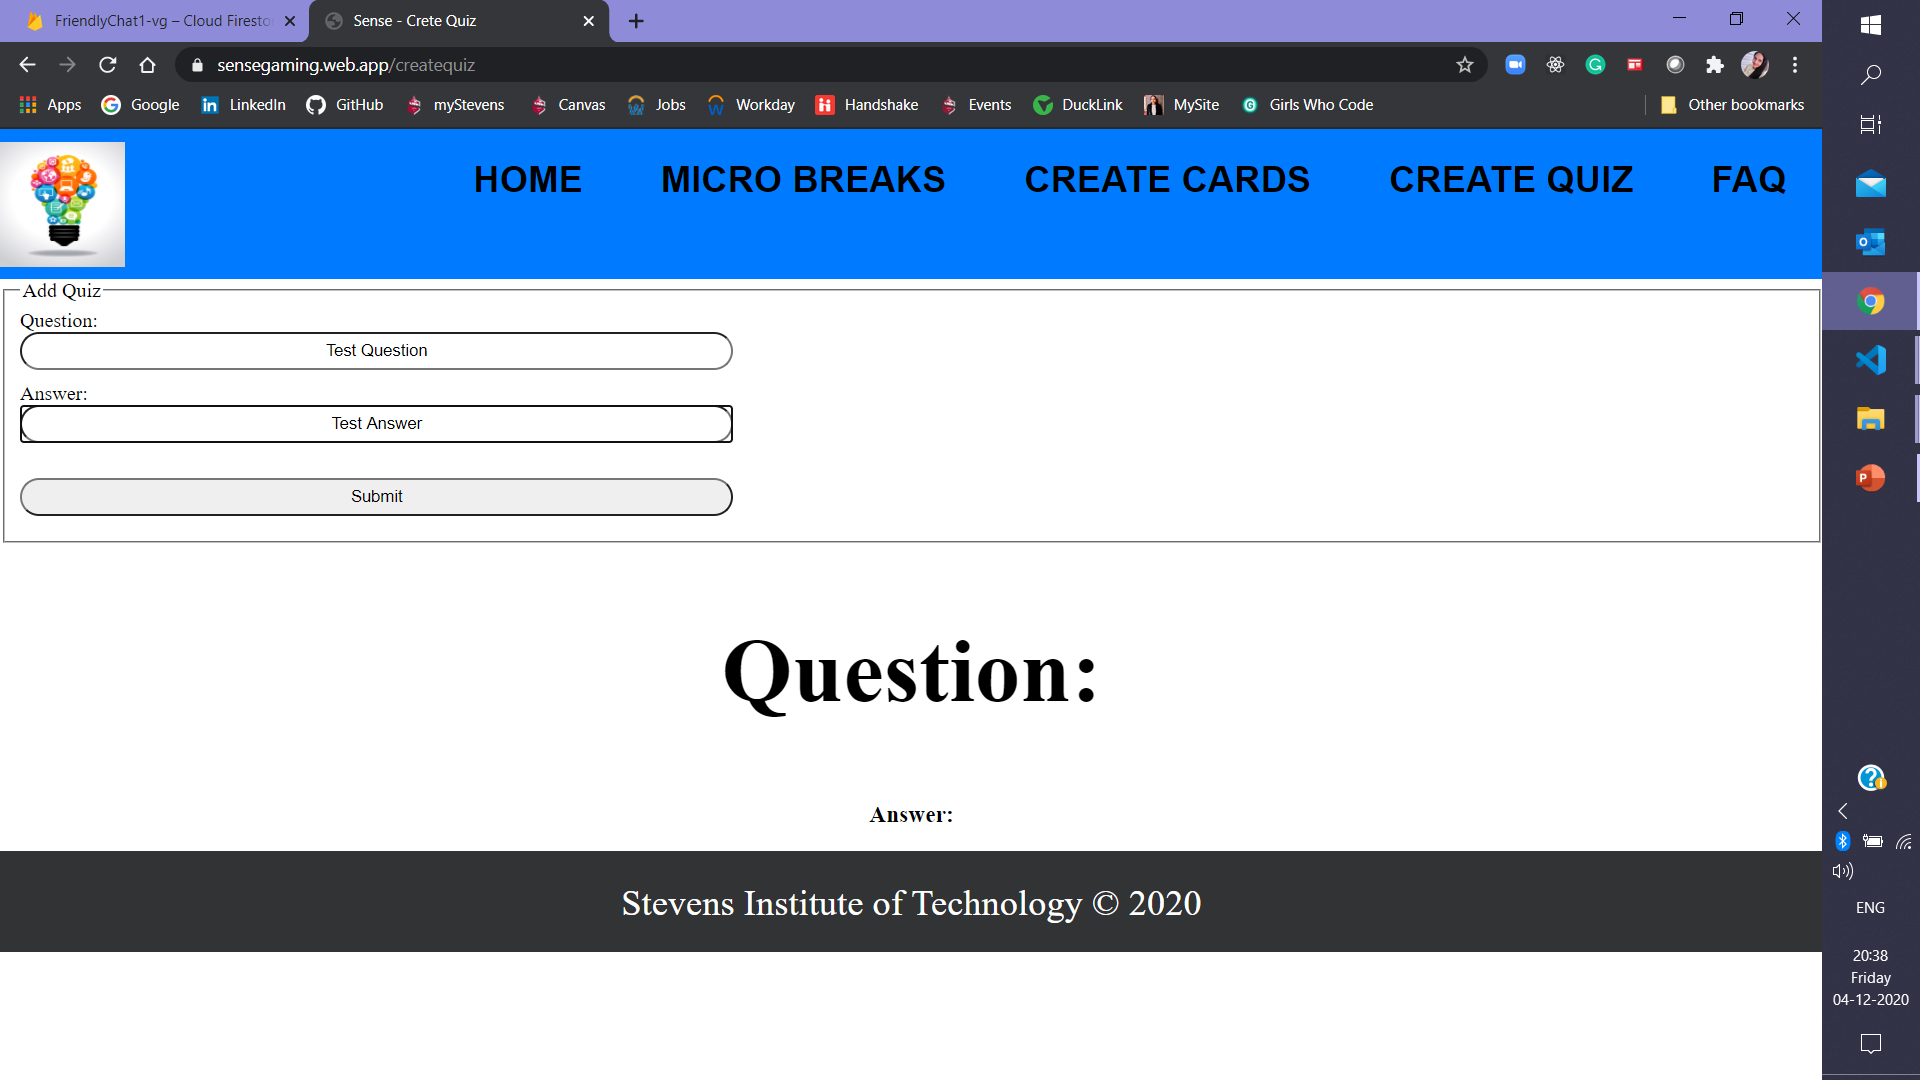 FriendlyChat1-vg – Cloud Firesto
Sense - Crete Quiz
sensegaming.web.app/createquiz
Apps
Google
LinkedIn
GitHub
myStevens
Canvas
Jobs
Workday
Handshake
Events
DuckLink
MySite
Girls Who Code
Other bookmarks
HOME
MICRO BREAKS
CREATE CARDS
CREATE QUIZ
FAQ
Add Quiz
Question:
Test Question
Answer:
Test Answer
Submit
Question:
Answer:
Stevens Institute of Technology © 2020
ENG
20:38
Friday
04-12-2020